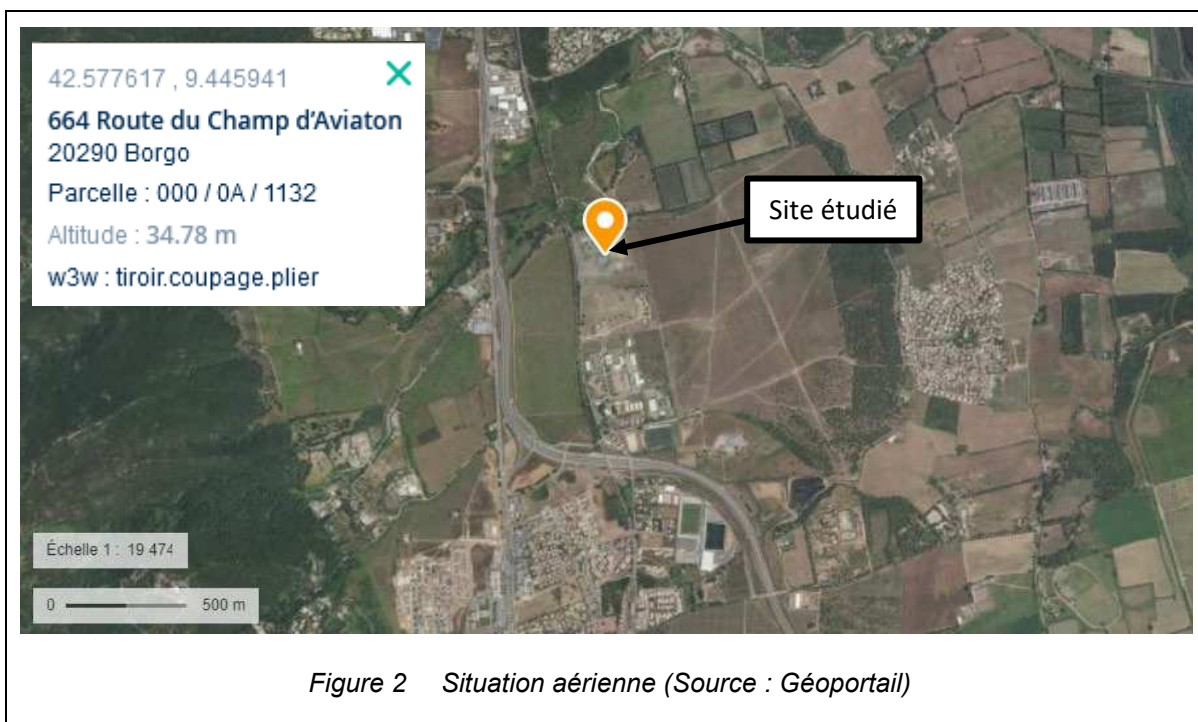 42.577617 , 9.445941
664 Route du Champ d'Aviaton
20290 Borgo
Parcelle : 000 / 0A / 1132
Altitude : 34.78 m
w3w : tiroir.coupage.plier
Site étudié
Échelle 1 : 19 474
0 500 m
Figure 2 Situation aérienne (Source : Géoportail)